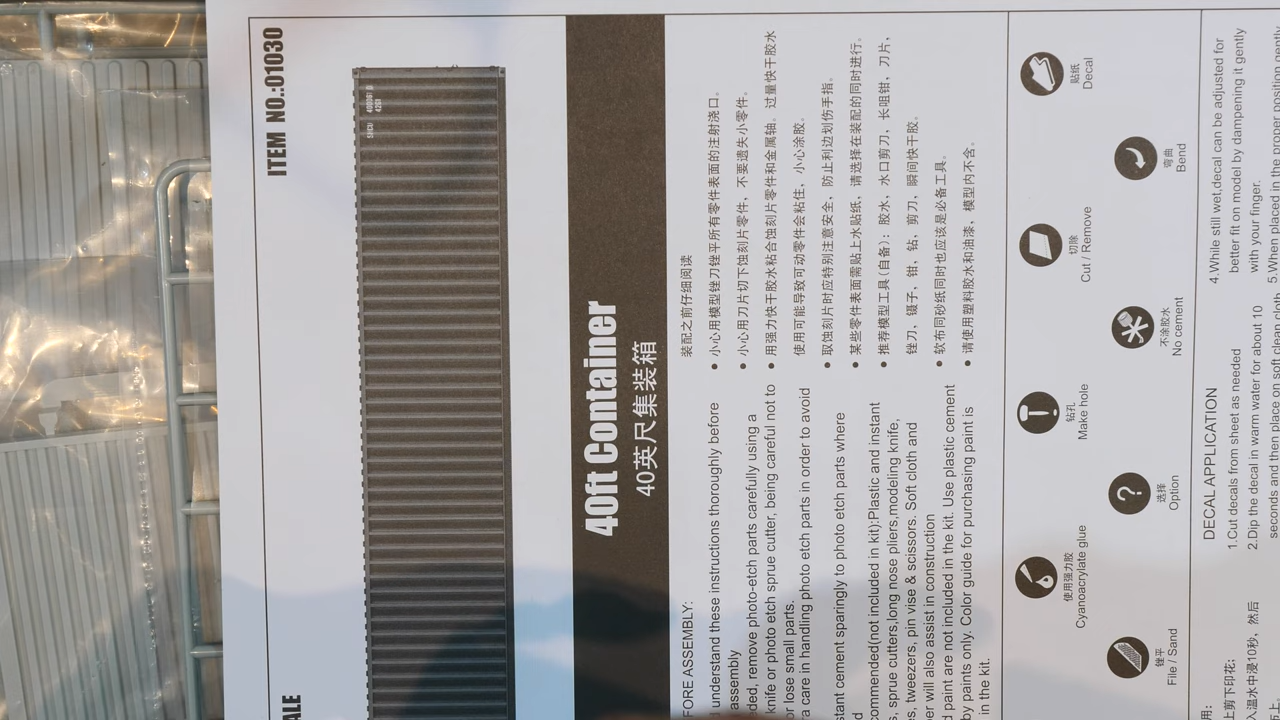 ITEM NO.:01030
ALE
40ft Container
40英尺集装箱
FORE ASSEMBLY:
understand these instructions thoroughly before
assembly
ded, remove photo-etch parts carefully using a
knife or photo etch sprue cutter, being careful not to
or lose small parts.
a care in handling photo etch parts in order to avoid
stant cement sparingly to photo etch parts where
commended(not included in kit):Plastic and instant
s, sprue cutters,long nose pliers,modeling knife,
s, tweezers, pin vise & scissors. Soft cloth and
er will also assist in construction
d paint are not included in the kit. Use plastic cement
by paints only. Color guide for purchasing paint is
in the kit.
装配之前仔细阅读
• 小心用模型锉刀锉平所有零件表面的注射浇口。
• 小心用刀片切下蚀刻片零件，不要遗失小零件。
• 用强力快干胶水粘合蚀刻片零件和金属轴。过量快干胶水
使用可能导致可动零件会粘住，小心涂胶。
• 取蚀刻片时应特别注意安全，防止利边划伤手指。
• 某些零件表面需贴上水贴纸，请选择在装配的同时进行。
• 推荐模型工具(自备)：胶水，水口剪刀，长咀钳，刀片，
锉刀，镊子，钳，钻，剪刀，瞬间快干胶。
• 软布同砂纸同时也应该是必备工具。
• 请使用塑料胶水和油漆，模型内不含。
贴纸
Decal
弯曲
Bend
切除
Cut / Remove
不涂胶水
No cement
钻孔
Make hole
选择
Option
使用强力胶
Cyanoacrylate glue
锉平
File / Sand
用:
上剪下印花;
入温水中浸10秒，然后
DECAL APPLICATION
1.Cut decals from sheet as needed
2.Dip the decal in warm water for about 10
seconds and then place on soft clean cloth
4.While still wet,decal can be adjusted for
better fit on model by dampening it gently
with your finger.
5.When placed in the proper position gently